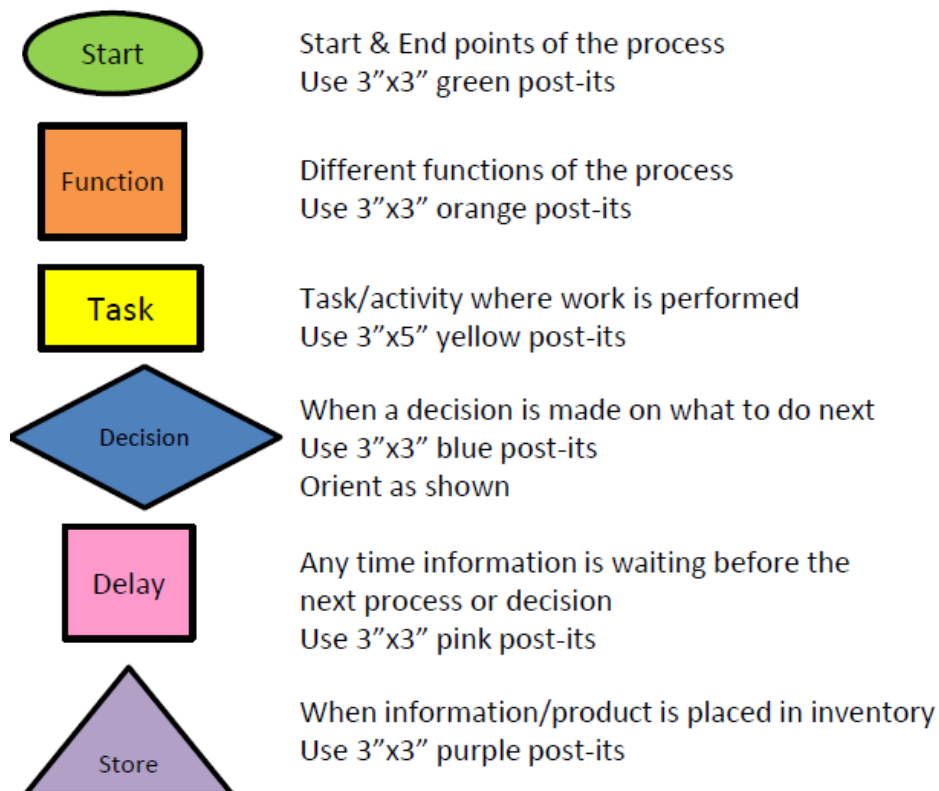 Start
Start & End points of the process
Use 3”x3” green post-its
Function
Different functions of the process
Use 3”x3” orange post-its
Task
Task/activity where work is performed
Use 3”x5” yellow post-its
Decision
When a decision is made on what to do next
Use 3”x3” blue post-its
Orient as shown
Delay
Any time information is waiting before the
next process or decision
Use 3”x3” pink post-its
Store
When information/product is placed in inventory
Use 3”x3” purple post-its